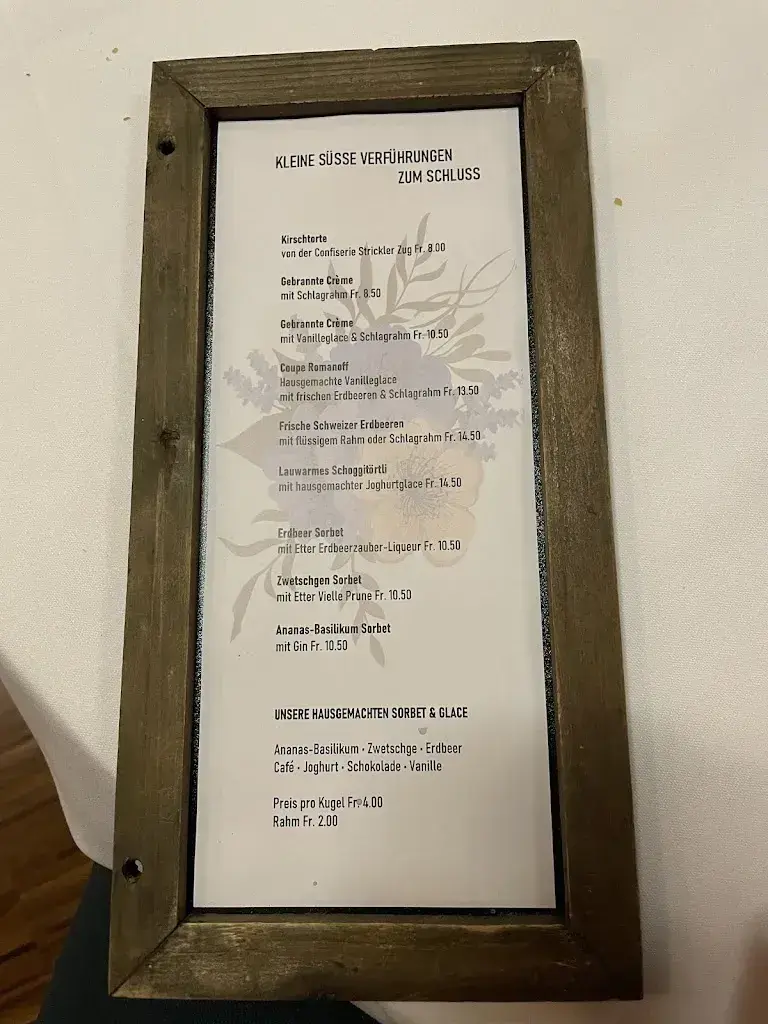 KLEINE SÜSSE VERFÜHRUNGEN
ZUM SCHLUSS
Kirschtorte
von der Confiserie Strickler Zug Fr. 8.00
Gebrannte Crème
mit Schlagrahm Fr. 8.50
Gebrannte Crème
mit Vanilleglace & Schlagrahm Fr. 10.50
Coupe Romanoff
Hausgemachte Vanilleglace
mit frischen Erdbeeren & Schlagrahm Fr. 13.50
Frische Schweizer Erdbeeren
mit flüssigem Rahm oder Schlagrahm Fr. 14.50
Lauwarmes Schoggitörtli
mit hausgemachter Joghurtglace Fr. 14.50
Erdbeer Sorbet
mit Etter Erdbeerzauber-Liqueur Fr. 10.50
Zwetschgen Sorbet
mit Etter Vielle Prune Fr. 10.50
Ananas-Basilikum Sorbet
mit Gin Fr. 10.50
UNSERE HAUSGEMACHTEN SORBET & GLACE
Ananas-Basilikum · Zwetschge · Erdbeer
Café · Joghurt · Schokolade · Vanille
Preis pro Kugel Fr. 4.00
Rahm Fr. 2.00